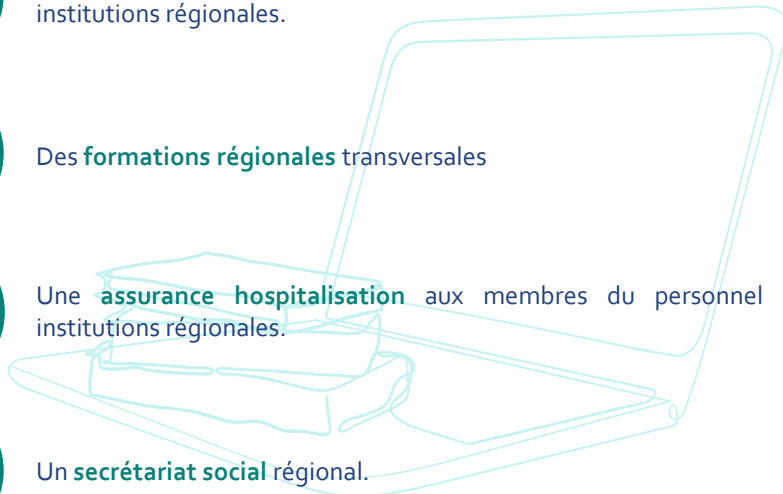 institutions régionales.
Des formations régionales transversales
Une assurance hospitalisation aux membres du personnel
institutions régionales.
Un secrétariat social régional.